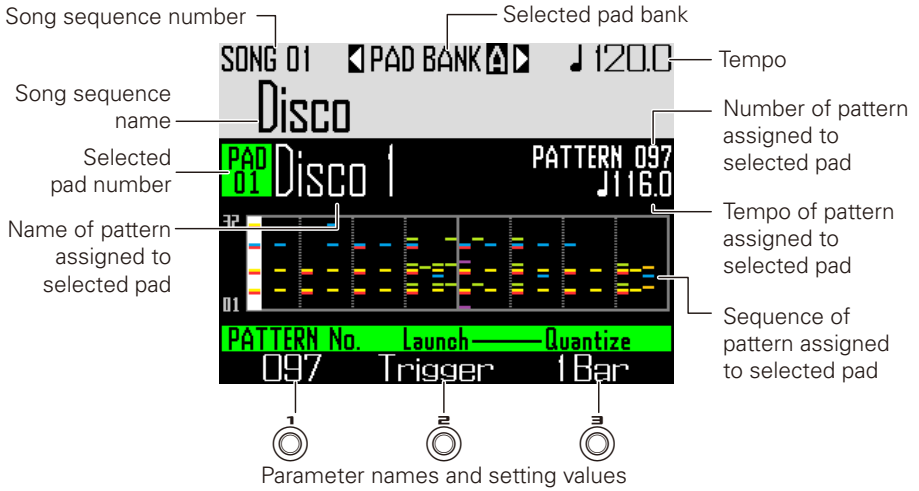 Song sequence number
Selected pad bank
SONG 01
PAD BANK A
♩120.0
Tempo
Song sequence
name
Disco
Number of pattern
assigned to
selected pad
Selected
pad number
PAD
01
Disco 1
PATTERN 097
♩116.0
Name of pattern
assigned to
selected pad
Tempo of pattern
assigned to
selected pad
32
01
Sequence of
pattern assigned
to selected pad
PATTERN No. Launch Quantize
097 Trigger 1Bar
1 2 3
Parameter names and setting values